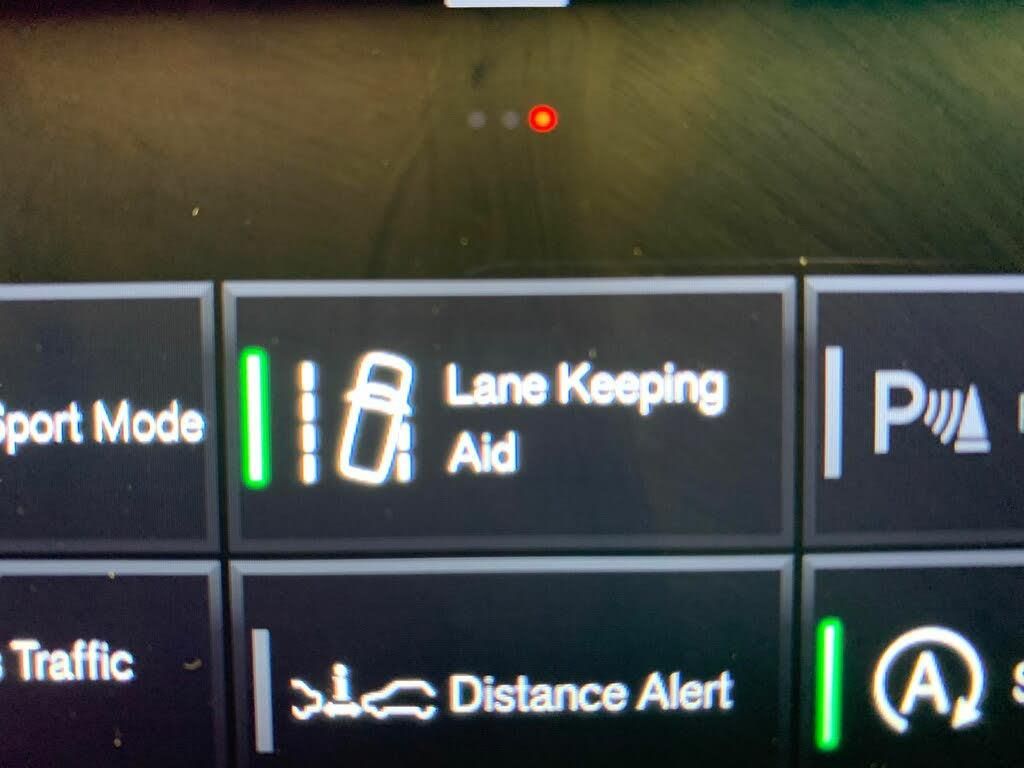 Sport Mode
Lane Keeping
Aid
P
Traffic
Distance Alert
A